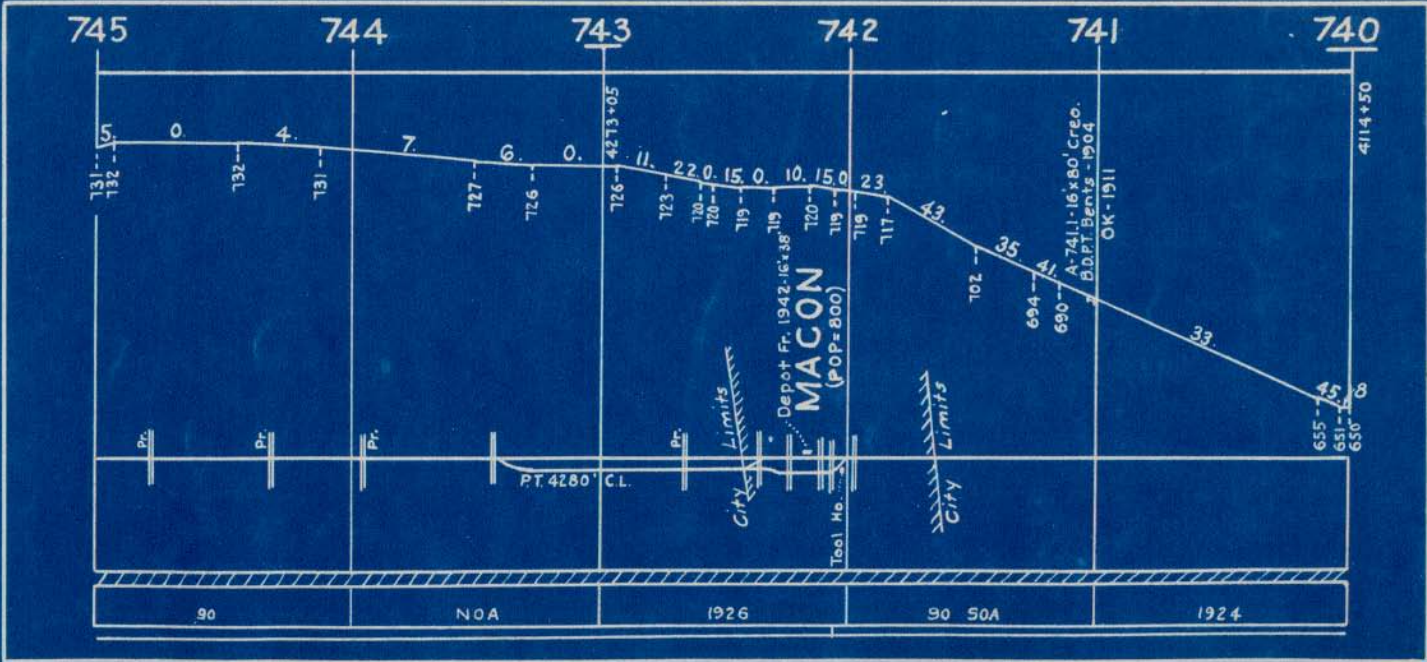 745 744 743 742 741 740
4273+05
4114+50
A-741.1-16'x80' Creo.
B.D.P.T. Bents - 1904
OK-1911
5. 0. 4. 7. 6. 0. 11. 22. 0. 15. 0. 10. 15. 0 23. 43. 35. 41. 33. 45. 8
731 732 732 731 727 726 726 723 720 720 719 719 720 719 719 717 702 694 690 655 651 650
Depot Fr. 1942-16'x38'
MACON
(POP=800)
Pr. Pr. Pr. Pr.
City Limits
City Limits
P.T. 4280' C.L.
Tool Ho.
90 NOA 1926 90 SOA 1924